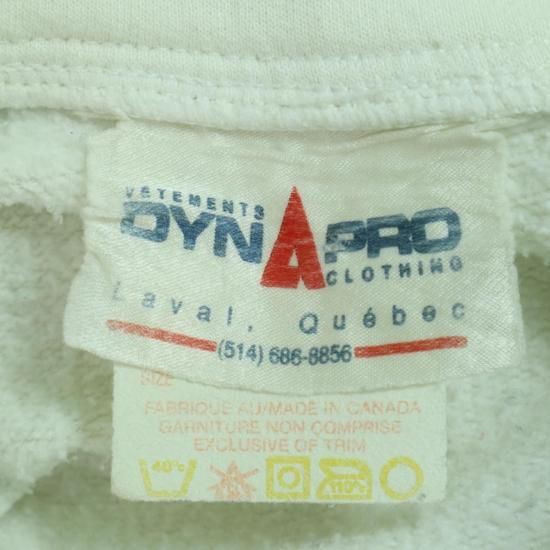 VETEMENTS
DYNAPRO
CLOTHING
Laval, Québec
(514) 686-8856
SIZE
FABRIQUE AU/MADE IN CANADA
GARNITURE NON COMPRISE
EXCLUSIVE OF TRIM
40°C 110°C